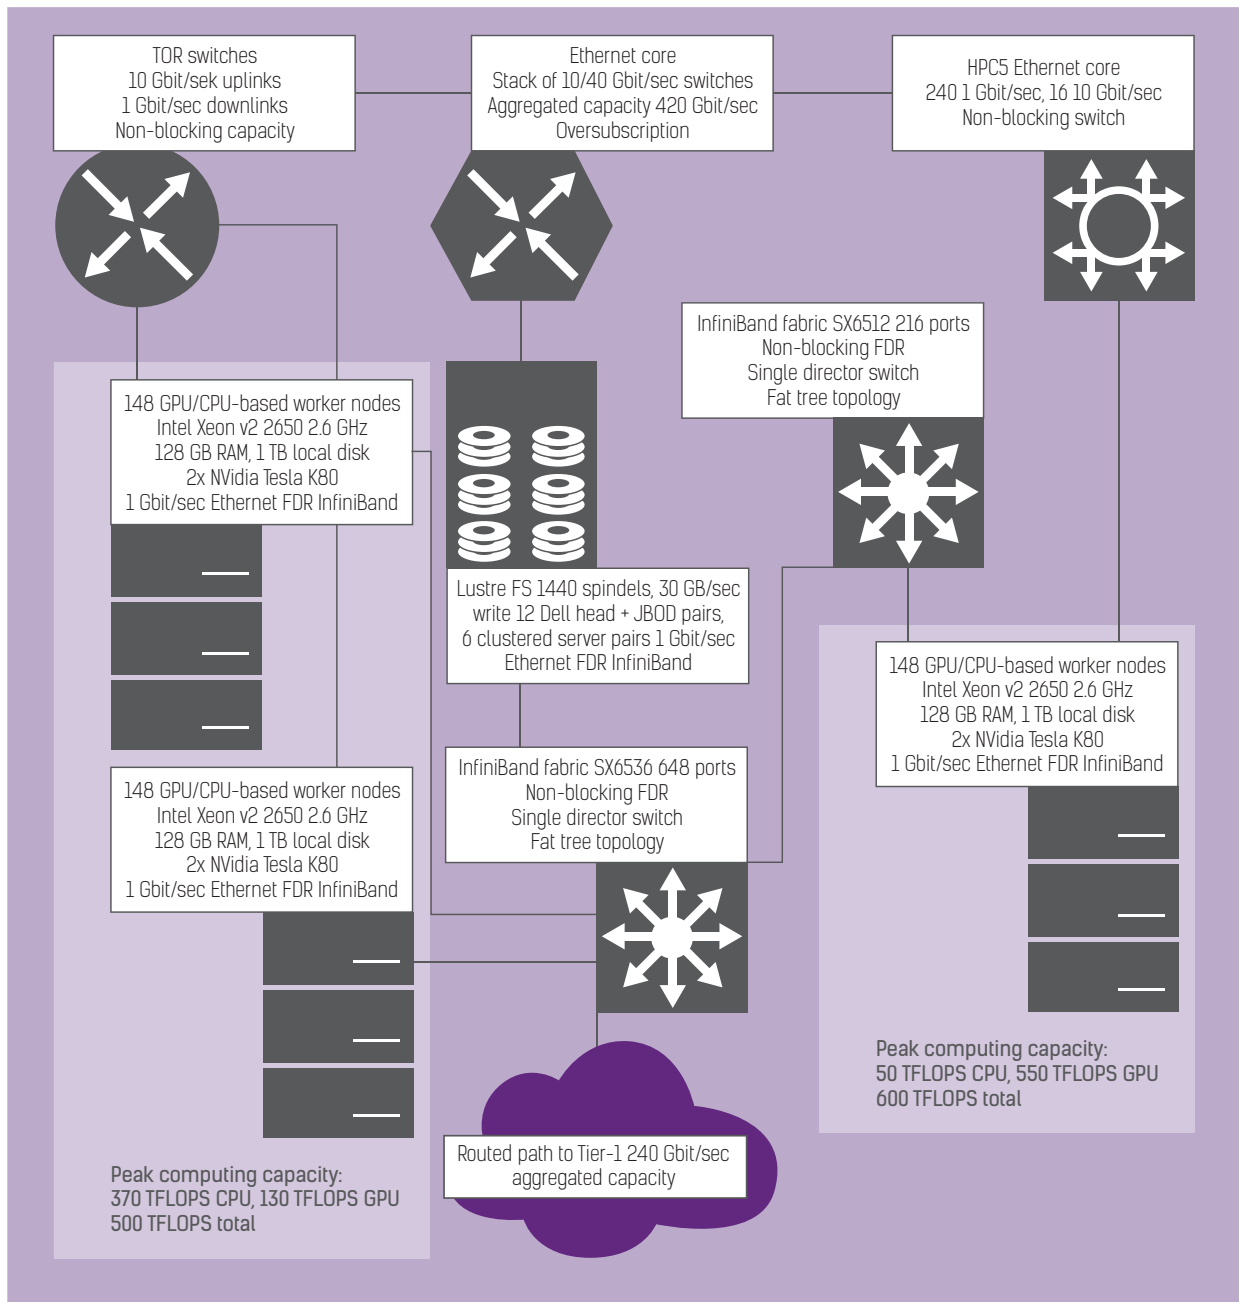 TOR switches
10 Gbit/sek uplinks
1 Gbit/sec downlinks
Non-blocking capacity
Ethernet core
Stack of 10/40 Gbit/sec switches
Aggregated capacity 420 Gbit/sec
Oversubscription
HPC5 Ethernet core
240 1 Gbit/sec, 16 10 Gbit/sec
Non-blocking switch
InfiniBand fabric SX6512 216 ports
Non-blocking FDR
Single director switch
Fat tree topology
148 GPU/CPU-based worker nodes
Intel Xeon v2 2650 2.6 GHz
128 GB RAM, 1 TB local disk
2x NVidia Tesla K80
1 Gbit/sec Ethernet FDR InfiniBand
Lustre FS 1440 spindels, 30 GB/sec
write 12 Dell head + JBOD pairs,
6 clustered server pairs 1 Gbit/sec
Ethernet FDR InfiniBand
148 GPU/CPU-based worker nodes
Intel Xeon v2 2650 2.6 GHz
128 GB RAM, 1 TB local disk
2x NVidia Tesla K80
1 Gbit/sec Ethernet FDR InfiniBand
InfiniBand fabric SX6536 648 ports
Non-blocking FDR
Single director switch
Fat tree topology
148 GPU/CPU-based worker nodes
Intel Xeon v2 2650 2.6 GHz
128 GB RAM, 1 TB local disk
2x NVidia Tesla K80
1 Gbit/sec Ethernet FDR InfiniBand
Peak computing capacity:
50 TFLOPS CPU, 550 TFLOPS GPU
600 TFLOPS total
Routed path to Tier-1 240 Gbit/sec
aggregated capacity
Peak computing capacity:
370 TFLOPS CPU, 130 TFLOPS GPU
500 TFLOPS total